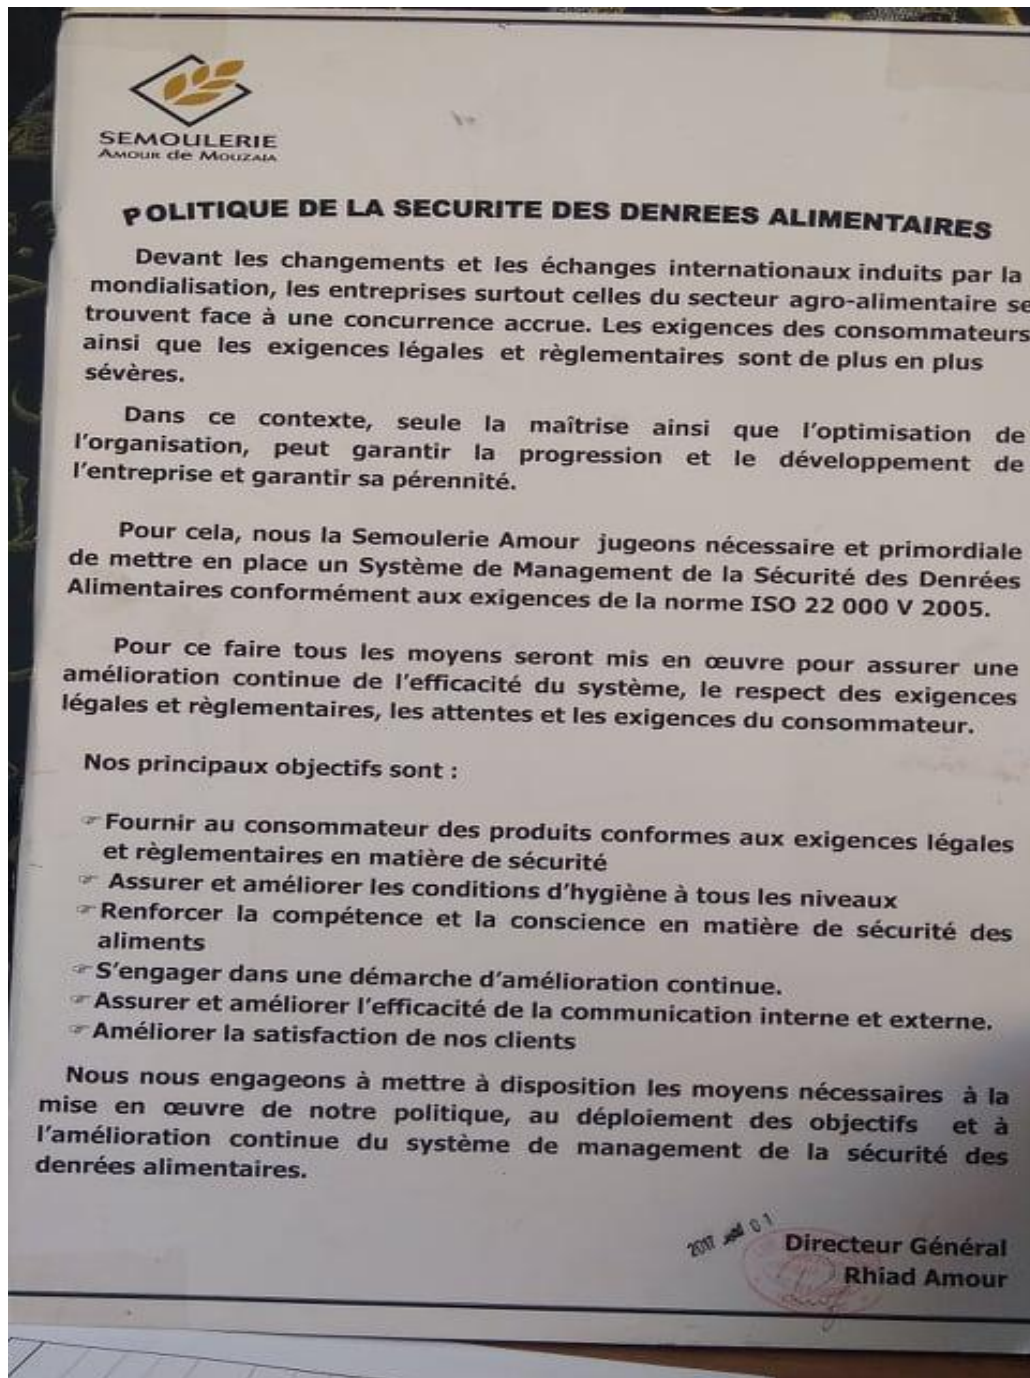 SEMOULERIE
AMOUR de MOUZAIA
POLITIQUE DE LA SECURITE DES DENREES ALIMENTAIRES
Devant les changements et les échanges internationaux induits par la
mondialisation, les entreprises surtout celles du secteur agro-alimentaire se
trouvent face à une concurrence accrue. Les exigences des consommateurs
ainsi que les exigences légales et règlementaires sont de plus en plus
sévères.
Dans ce contexte, seule la maîtrise ainsi que l'optimisation de
l'organisation, peut garantir la progression et le développement de
l'entreprise et garantir sa pérennité.
Pour cela, nous la Semoulerie Amour jugeons nécessaire et primordiale
de mettre en place un Système de Management de la Sécurité des Denrées
Alimentaires conformément aux exigences de la norme ISO 22 000 V 2005.
Pour ce faire tous les moyens seront mis en œuvre pour assurer une
amélioration continue de l'efficacité du système, le respect des exigences
légales et règlementaires, les attentes et les exigences du consommateur.
Nos principaux objectifs sont :
☞ Fournir au consommateur des produits conformes aux exigences légales
et règlementaires en matière de sécurité
☞ Assurer et améliorer les conditions d'hygiène à tous les niveaux
☞ Renforcer la compétence et la conscience en matière de sécurité des
aliments
☞ S'engager dans une démarche d'amélioration continue.
☞ Assurer et améliorer l'efficacité de la communication interne et externe.
☞ Améliorer la satisfaction de nos clients
Nous nous engageons à mettre à disposition les moyens nécessaires à la
mise en œuvre de notre politique, au déploiement des objectifs et à
l'amélioration continue du système de management de la sécurité des
denrées alimentaires.
2017 01
Directeur Général
Rhiad Amour